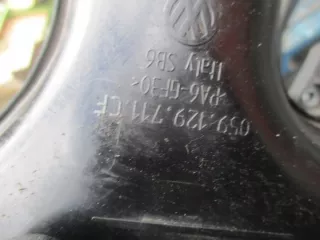 059.129.711 CF
>PA6-GF30<
Italy SB6